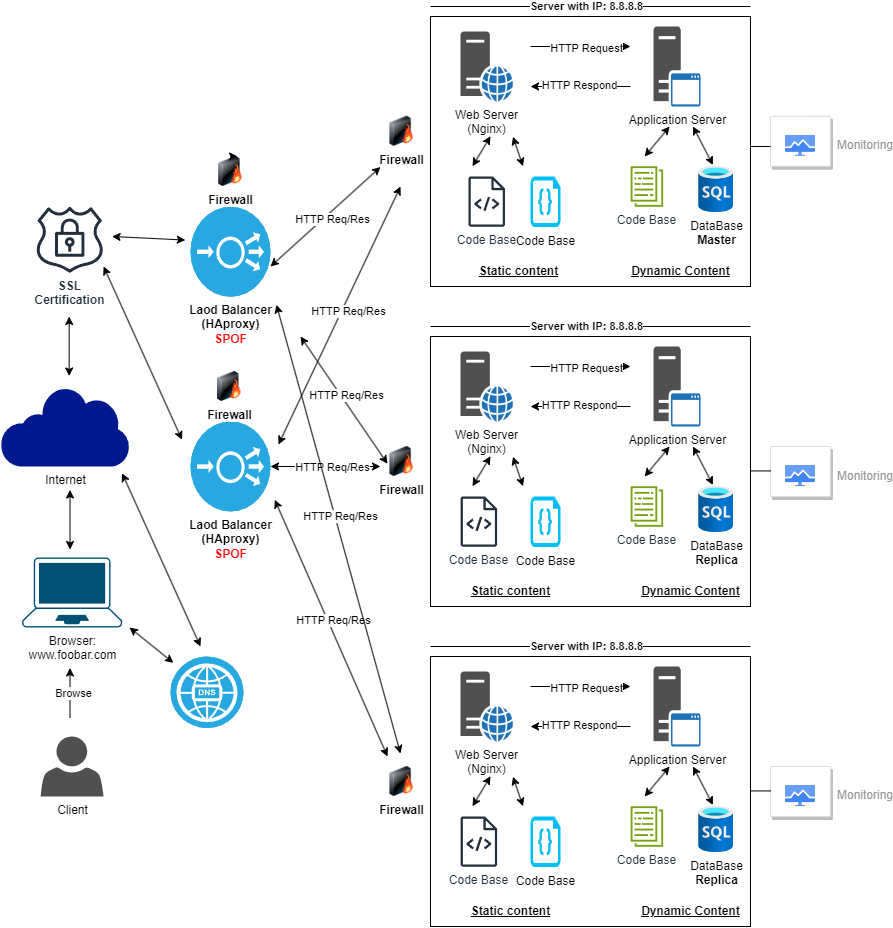 Server with IP: 8.8.8.8
HTTP Request
HTTP Respond
Web Server
(Nginx)
Application Server
Code Base
Code Base
Code Base
DataBase
Master
Static content
Dynamic Content
Monitoring
Firewall
Firewall
HTTP Req/Res
SSL
Certification
Laod Balancer
(HAproxy)
SPOF
HTTP Req/Res
Server with IP: 8.8.8.8
HTTP Request
HTTP Respond
Web Server
(Nginx)
Application Server
SQL
Code Base
Code Base
Code Base
DataBase
Replica
Static content
Dynamic Content
Monitoring
HTTP Req/Res
Firewall
Internet
Laod Balancer
(HAproxy)
SPOF
HTTP Req/Res
Firewall
HTTP Req/Res
HTTP Req/Res
Browser:
www.foobar.com
DNS
Browse
Client
Server with IP: 8.8.8.8
HTTP Request
HTTP Respond
Web Server
(Nginx)
Application Server
SQL
Code Base
Code Base
Code Base
DataBase
Replica
Static content
Dynamic Content
Monitoring
Firewall
SQL